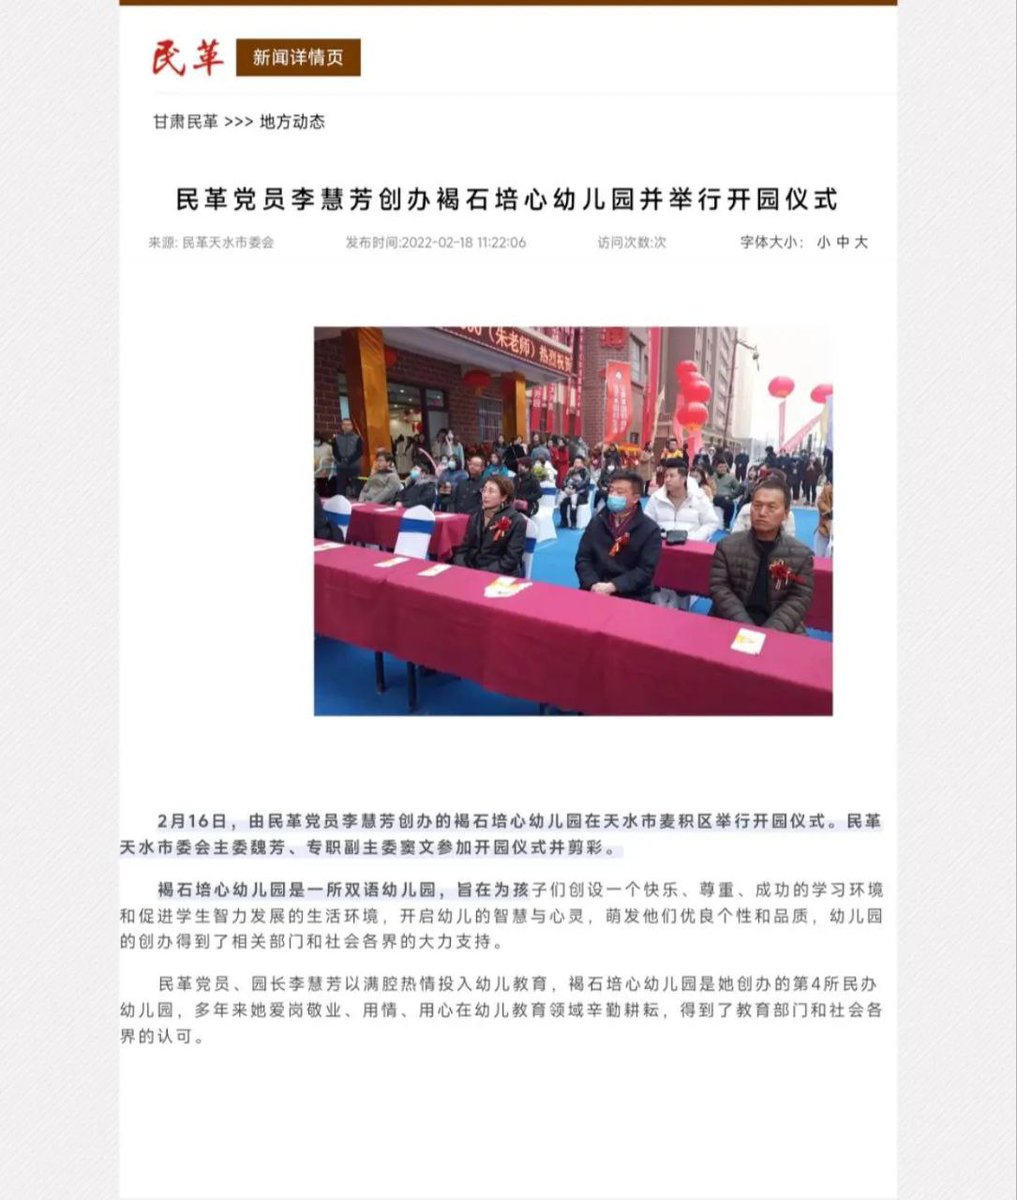 民革 新闻详情页
甘肃民革 >>> 地方动态
民革党员李慧芳创办褐石培心幼儿园并举行开园仪式
来源: 民革天水市委会 发布时间:2022-02-18 11:22:06 访问次数:次 字体大小: 小 中 大
(朱老师)热烈祝贺
2月16日，由民革党员李慧芳创办的褐石培心幼儿园在天水市麦积区举行开园仪式。民革
天水市委会主委魏芳、专职副主委窦文参加开园仪式并剪彩。
褐石培心幼儿园是一所双语幼儿园，旨在为孩子们创设一个快乐、尊重、成功的学习环境
和促进学生智力发展的生活环境，开启幼儿的智慧与心灵，萌发他们优良个性和品质，幼儿园
的创办得到了相关部门和社会各界的大力支持。
民革党员、园长李慧芳以满腔热情投入幼儿教育，褐石培心幼儿园是她创办的第4所民办
幼儿园，多年来她爱岗敬业、用情、用心在幼儿教育领域辛勤耕耘，得到了教育部门和社会各
界的认可。